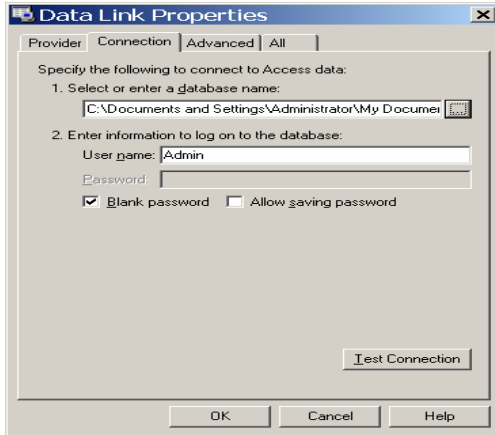 Data Link Properties
Provider Connection Advanced All
Specify the following to connect to Access data:
1. Select or enter a database name:
C:\Documents and Settings\Administrator\My Documei ...
2. Enter information to log on to the database:
User name: Admin
Password:
Blank password Allow saving password
Test Connection
OK Cancel Help